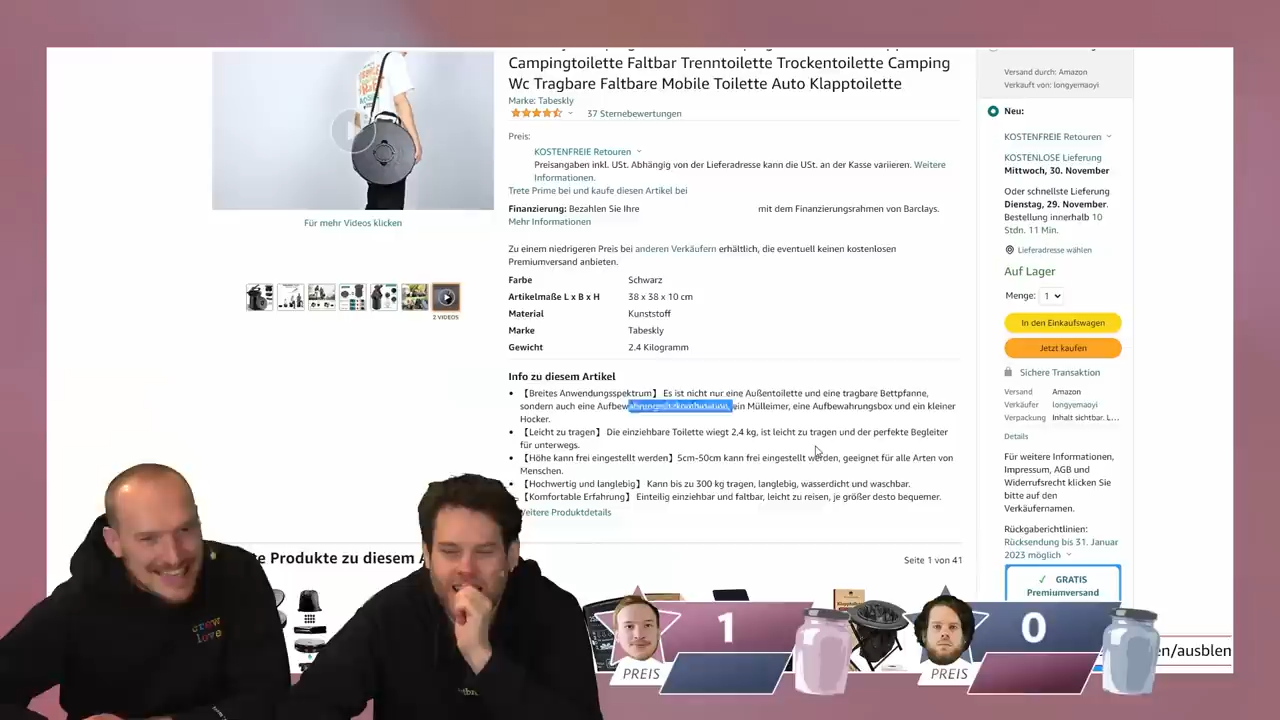 Campingtoilette Faltbar Trenntoilette Trockentoilette Camping
Wc Tragbare Faltbare Mobile Toilette Auto Klapptoilette
Marke: Tabeskly
37 Sternebewertungen
Preis:
KOSTENFREIE Retouren
Preisangaben inkl. USt. Abhängig von der Lieferadresse kann die USt. an der Kasse variieren. Weitere
Informationen.
Trete Prime bei und kaufe diesen Artikel bei
Finanzierung: Bezahlen Sie Ihre mit dem Finanzierungsrahmen von Barclays.
Mehr Informationen
Zu einem niedrigeren Preis bei anderen Verkäufern erhältlich, die eventuell keinen kostenlosen
Premiumversand anbieten.
Farbe Schwarz
Artikelmaße L x B x H 38 x 38 x 10 cm
Material Kunststoff
Marke Tabeskly
Gewicht 2.4 Kilogramm
Info zu diesem Artikel
【Breites Anwendungsspektrum】 Es ist nicht nur eine Außentoilette und eine tragbare Bettpfanne,
sondern auch eine ein Mülleimer, eine Aufbewahrungsbox und ein kleiner
Hocker.
【Leicht zu tragen】 Die einziehbare Toilette wiegt 2,4 kg, ist leicht zu tragen und der perfekte Begleiter
für unterwegs.
【Höhe kann frei eingestellt werden】 5cm-50cm kann frei eingestellt werden, geeignet für alle Arten von
Menschen.
【Hochwertig und langlebig】 Kann bis zu 300 kg tragen, langlebig, wasserdicht und waschbar.
【Komfortable Erfahrung】 Einteilig einziehbar und faltbar, leicht zu reisen, je größer desto bequemer.
eitere Produktdetails
Für mehr Videos klicken
2 VIDEOS
Versand durch: Amazon
Verkauft von: longyemaoyi
Neu:
KOSTENFREIE Retouren
KOSTENLOSE Lieferung
Mittwoch, 30. November
Oder schnellste Lieferung
Dienstag, 29. November.
Bestellung innerhalb 10
Stdn. 11 Min.
Lieferadresse wählen
Auf Lager
Menge: 1
In den Einkaufswagen
Jetzt kaufen
Sichere Transaktion
Versand Amazon
Verkäufer longyemaoyi
Verpackung Inhalt sichtbar. L...
Details
Für weitere Informationen,
Impressum, AGB und
Widerrufsrecht klicken Sie
bitte auf den
Verkäufernamen.
Rückgaberichtlinien:
Rücksendung bis 31. Januar
2023 möglich
✓ GRATIS
Premiumversand
te Produkte zu diesem A
Seite 1 von 41
crew
love
1
PREIS
0
PREIS
en/ausblen